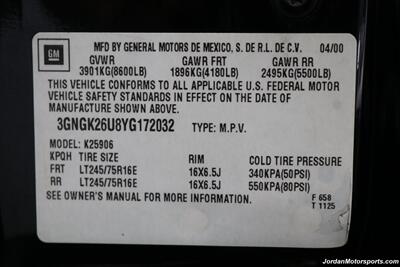 GM
MFD BY GENERAL MOTORS DE MEXICO, S. DE R.L. DE C.V. 04/00
GVWR GAWR FRT GAWR RR
3901KG(8600LB) 1896KG(4180LB) 2495KG(5500LB)
THIS VEHICLE CONFORMS TO ALL APPLICABLE U.S. FEDERAL MOTOR
VEHICLE SAFETY STANDARDS IN EFFECT ON THE DATE OF
MANUFACTURE SHOWN ABOVE.
3GNGK26U8YG172032 TYPE: M.P.V.
MODEL: K25906
KPQH TIRE SIZE RIM COLD TIRE PRESSURE
FRT LT245/75R16E 16X6.5J 340KPA(50PSI)
RR LT245/75R16E 16X6.5J 550KPA(80PSI)
SEE OWNER'S MANUAL FOR MORE INFORMATION.
F 658
T 1125
JordanMotorsports.com